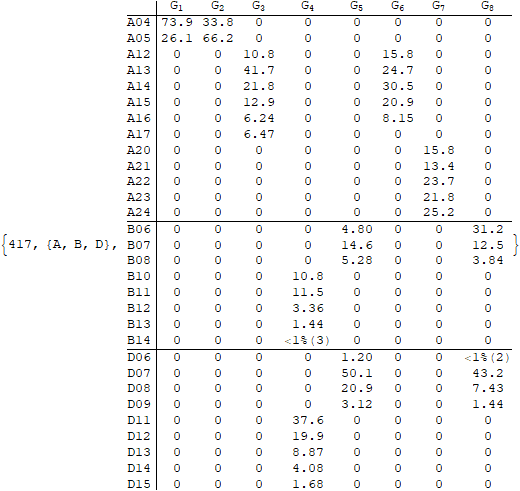 G1 G2 G3 G4 G5 G6 G7 G8
A04 73.9 33.8 0 0 0 0 0 0
A05 26.1 66.2 0 0 0 0 0 0
A12 0 0 10.8 0 0 15.8 0 0
A13 0 0 41.7 0 0 24.7 0 0
A14 0 0 21.8 0 0 30.5 0 0
A15 0 0 12.9 0 0 20.9 0 0
A16 0 0 6.24 0 0 8.15 0 0
A17 0 0 6.47 0 0 0 0 0
A20 0 0 0 0 0 0 15.8 0
A21 0 0 0 0 0 0 13.4 0
A22 0 0 0 0 0 0 23.7 0
A23 0 0 0 0 0 0 21.8 0
A24 0 0 0 0 0 0 25.2 0
B06 0 0 0 0 4.80 0 0 31.2
{417, {A, B, D}, B07 0 0 0 0 14.6 0 0 12.5 }
B08 0 0 0 0 5.28 0 0 3.84
B10 0 0 0 10.8 0 0 0 0
B11 0 0 0 11.5 0 0 0 0
B12 0 0 0 3.36 0 0 0 0
B13 0 0 0 1.44 0 0 0 0
B14 0 0 0 <1%(3) 0 0 0 0
D06 0 0 0 0 1.20 0 0 <1%(2)
D07 0 0 0 0 50.1 0 0 43.2
D08 0 0 0 0 20.9 0 0 7.43
D09 0 0 0 0 3.12 0 0 1.44
D11 0 0 0 37.6 0 0 0 0
D12 0 0 0 19.9 0 0 0 0
D13 0 0 0 8.87 0 0 0 0
D14 0 0 0 4.08 0 0 0 0
D15 0 0 0 1.68 0 0 0 0